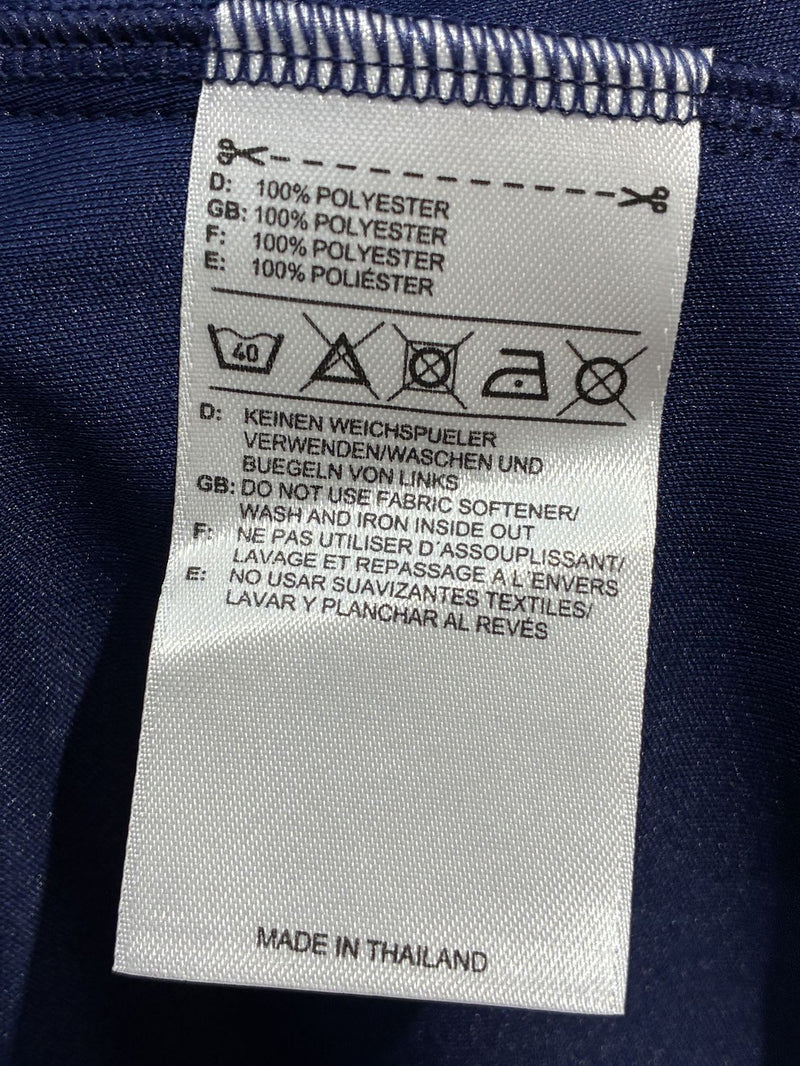 D: 100% POLYESTER
GB: 100% POLYESTER
F: 100% POLYESTER
E: 100% POLIÉSTER
40
D: KEINEN WEICHSPUELER
VERWENDEN/WASCHEN UND
BUEGELN VON LINKS
GB: DO NOT USE FABRIC SOFTENER/
WASH AND IRON INSIDE OUT
F: NE PAS UTILISER D'ASSOUPLISSANT/
LAVAGE ET REPASSAGE A L'ENVERS
E: NO USAR SUAVIZANTES TEXTILES/
LAVAR Y PLANCHAR AL REVÉS
MADE IN THAILAND